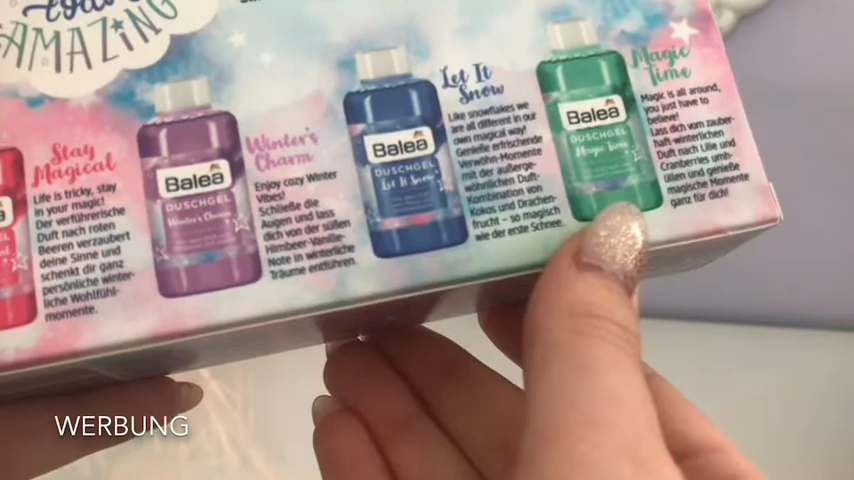 AMAZING
Stay
Magical
Life is tricky, stay
in your magic!
Der verführerische
Duft nach roten
Beeren verzaubert
deine Sinne und
schenkt dir ganz
persönliche winter-
liche Wohlfühl-
momente.
Balea
DUSCHGEL
Winter's Charm
Winter's
Charm
Enjoy cozy Winter
Vibes!
Schließe die
Augen und lass
dich von der süßen
Himbeer-Vanille-
Note in winterliche
Träume entführen.
Balea
DUSCHGEL
Let It Snow
Let It
Snow
Like snowflakes we
are all different in our
own magical way!
Genieße erfrischende
Verwöhn-Momente
mit der außerge-
wöhnlichen Duft-
Kombination von
Kokos und Drachen-
frucht – so magisch
wie der erste Schnee.
Balea
DUSCHGEL
Magic Time
Magic
Time
Magic is all around,
you just have to
believe!
Lass dich vom zauber-
haft-winterlichen
Duft nach Lilie und
Cranberries umh-
üllen und genieße
magische Momente
ganz für dich!
WERBUNG